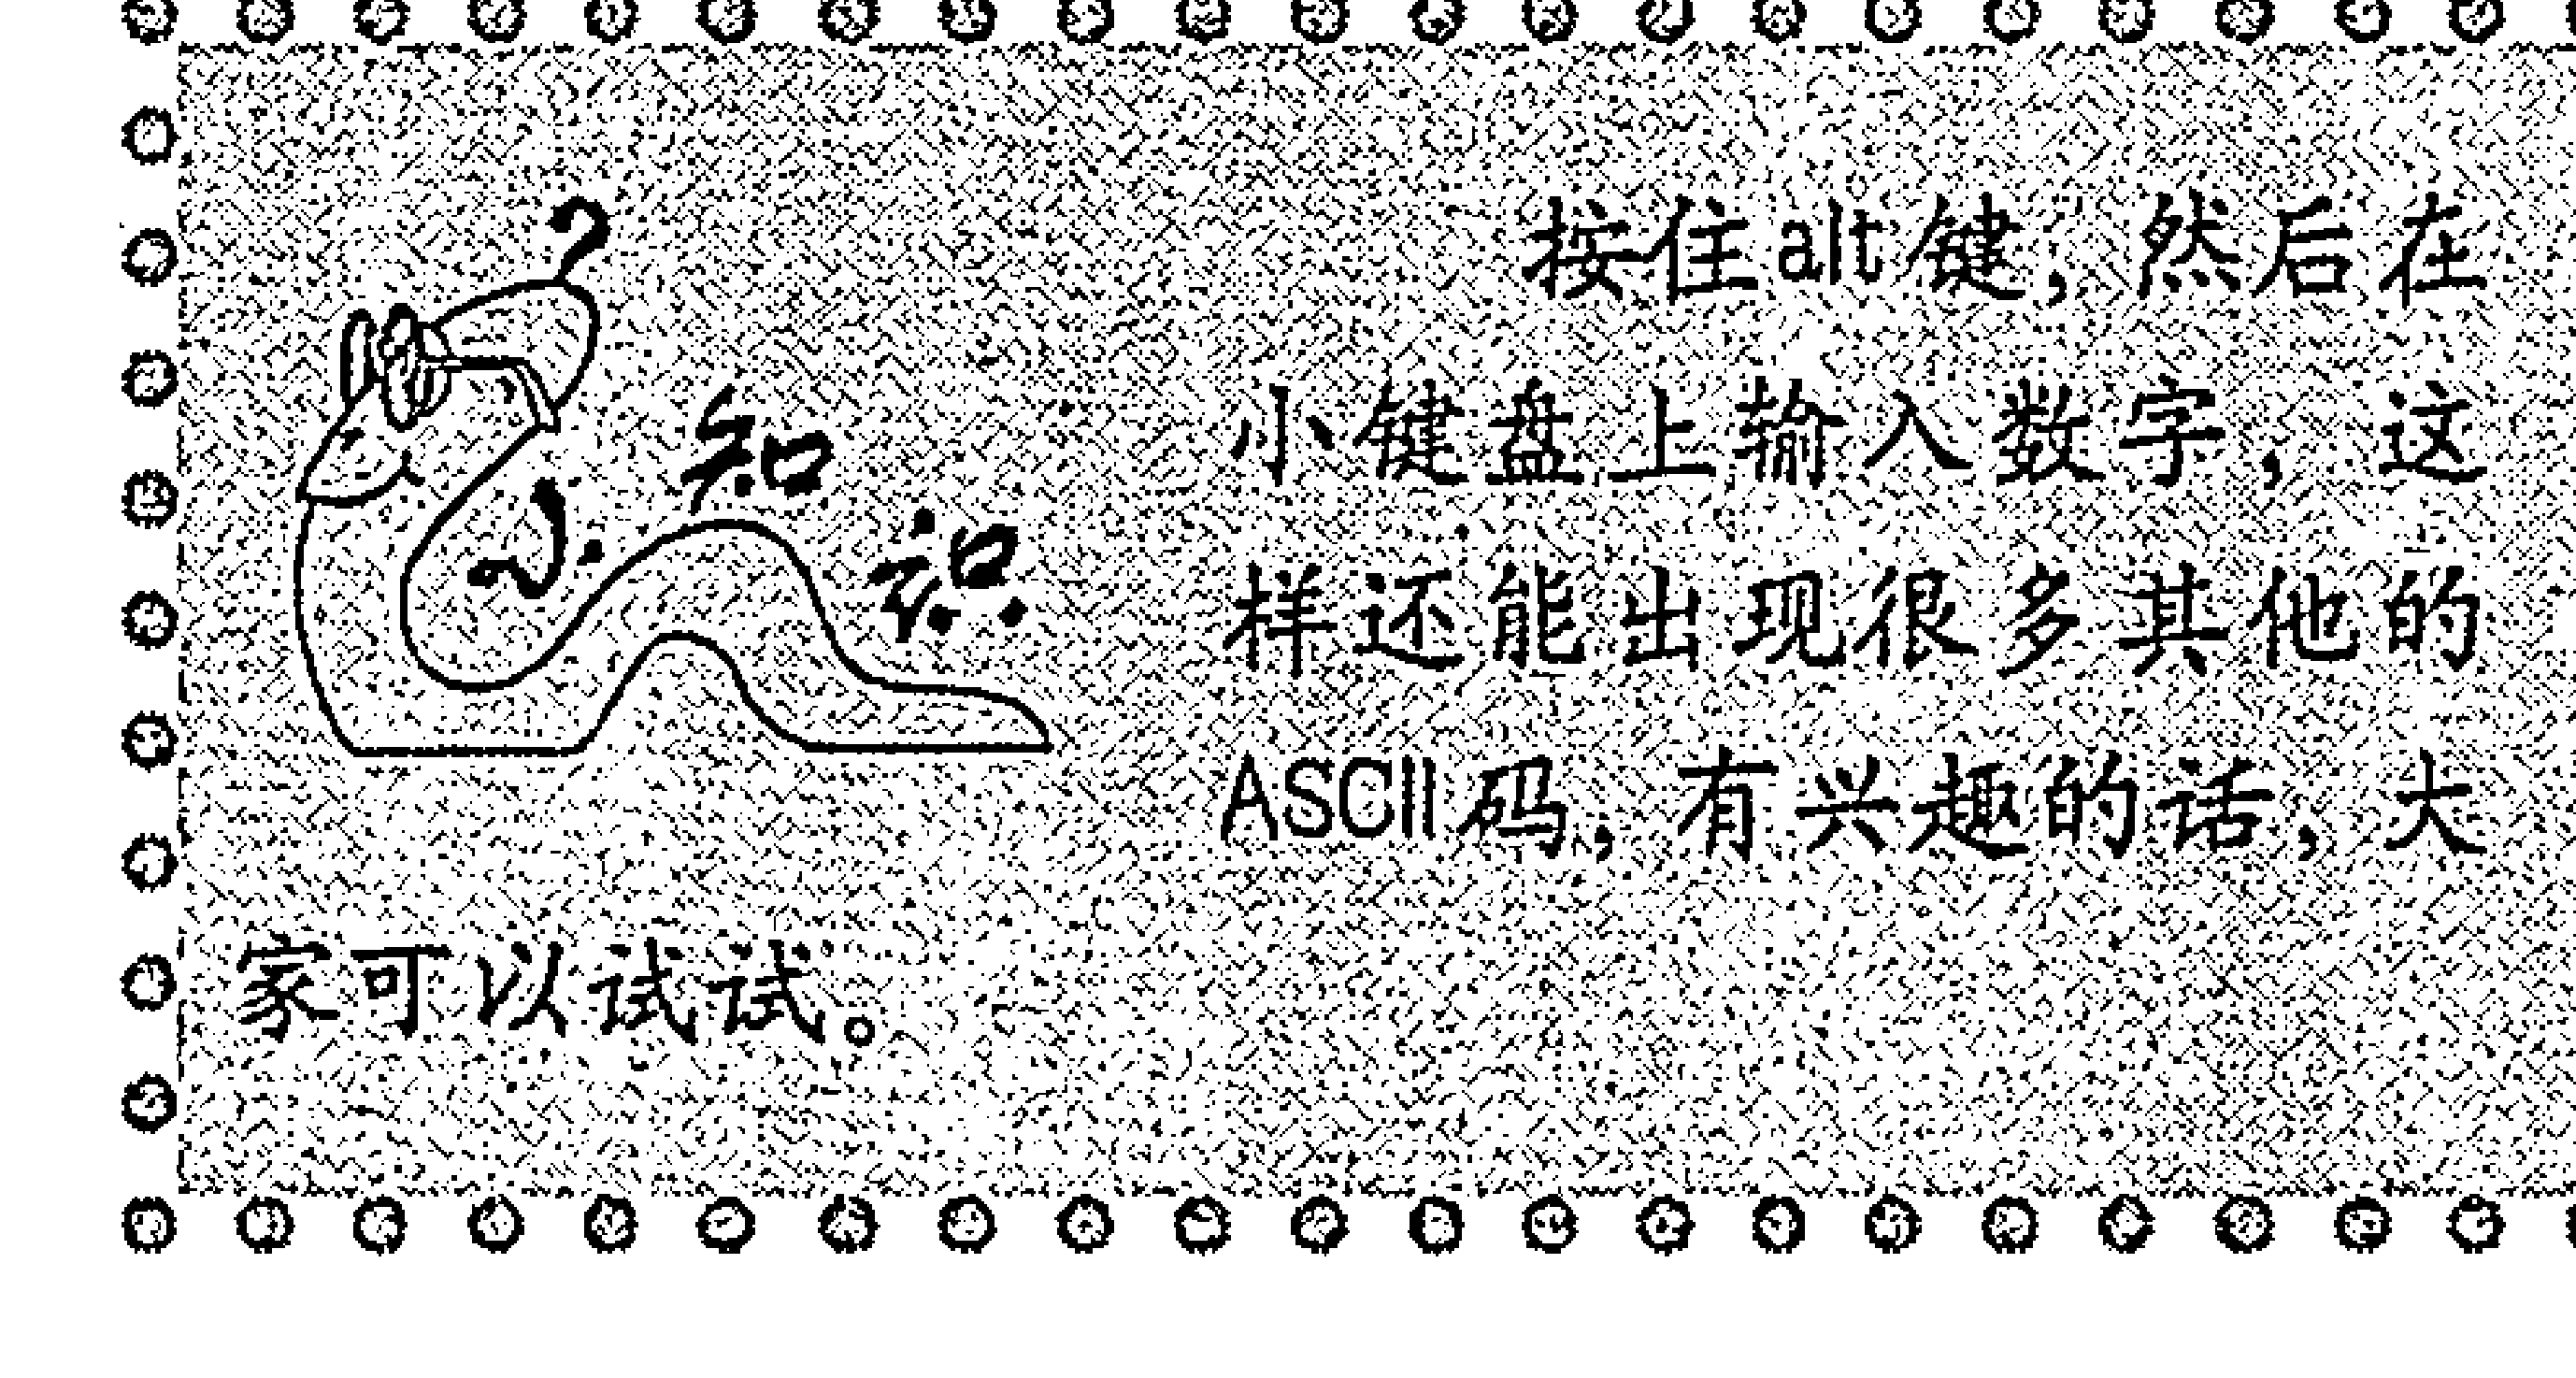 小知识
按住alt键，然后在
小键盘上输入数字，这
样还能出现很多其他的
ASCII码，有兴趣的话，大
家可以试试。